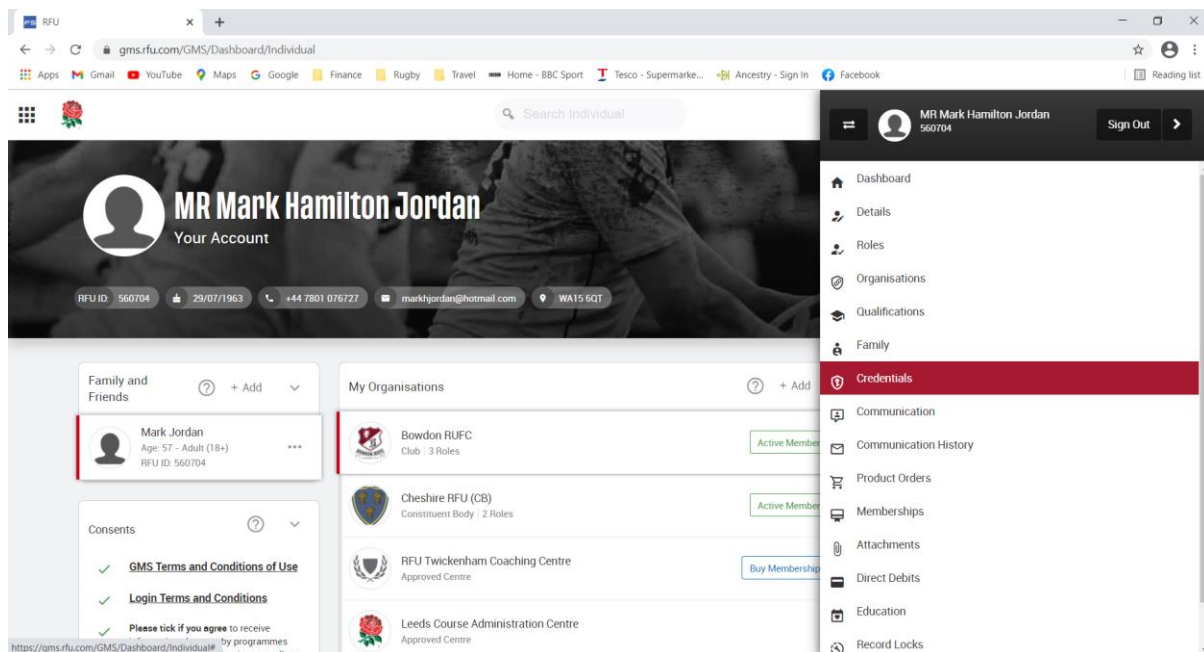 RFU
gms.rfu.com/GMS/Dashboard/Individual
Apps Gmail YouTube Maps Google Finance Rugby Travel Home - BBC Sport Tesco - Supermarke... Ancestry - Sign In Facebook Reading list
Search Individual
MR Mark Hamilton Jordan
560704
Sign Out
MR Mark Hamilton Jordan
Your Account
RFU ID: 560704 29/07/1963 +44 7801 076727 markhjordan@hotmail.com WA15 6QT
Family and
Friends
+ Add
Mark Jordan
Age: 57 - Adult (18+)
RFU ID: 560704
Consents
GMS Terms and Conditions of Use
Login Terms and Conditions
Please tick if you agree to receive
by programmes
My Organisations
+ Add
Bowdon RUFC
Club | 3 Roles
Active Member
Cheshire RFU (CB)
Constituent Body | 2 Roles
Active Member
RFU Twickenham Coaching Centre
Approved Centre
Buy Membership
Leeds Course Administration Centre
Approved Centre
Dashboard
Details
Roles
Organisations
Qualifications
Family
Credentials
Communication
Communication History
Product Orders
Memberships
Attachments
Direct Debits
Education
Record Locks
https://gms.rfu.com/GMS/Dashboard/Individual#